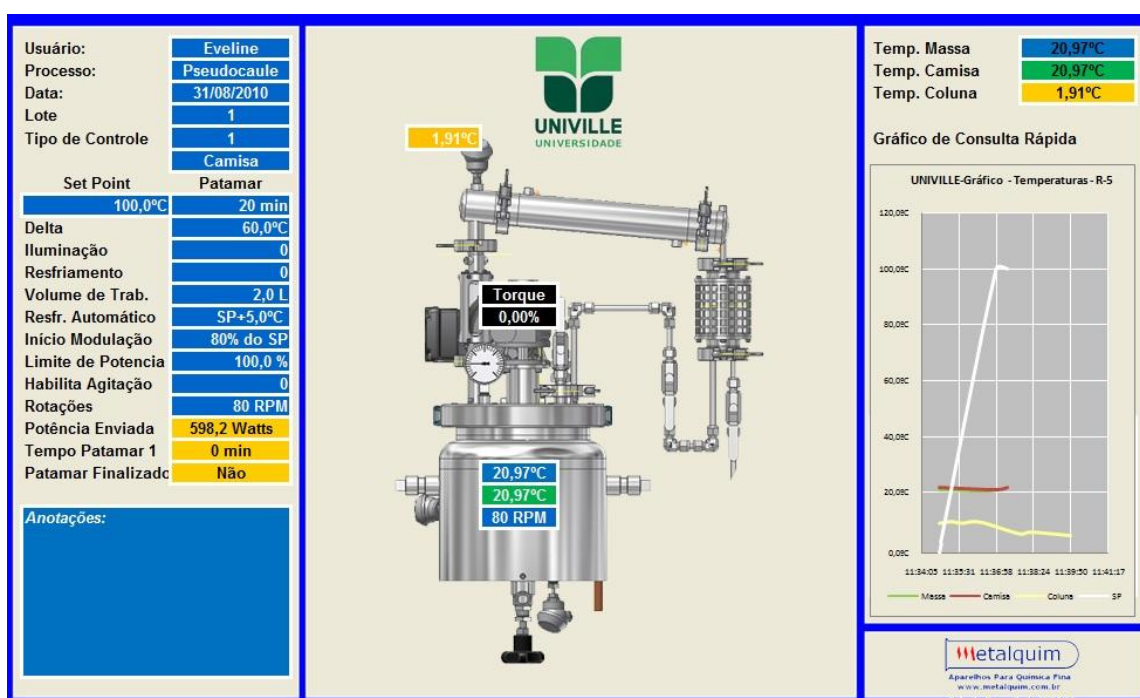 Usuário: Eveline
Processo: Pseudocaule
Data: 31/08/2010
Lote 1
Tipo de Controle 1
Camisa
Set Point Patamar
100,0ºC 20 min
Delta 60,0ºC
Iluminação 0
Resfriamento 0
Volume de Trab. 2,0 L
Resfr. Automático SP+5,0ºC
Início Modulação 80% do SP
Limite de Potencia 100,0 %
Habilita Agitação 0
Rotações 80 RPM
Potência Enviada 598,2 Watts
Tempo Patamar 1 0 min
Patamar Finalizado Não
Anotações:
UNIVILLE
UNIVERSIDADE
1,91ºC
Torque
0,00%
20,97ºC
20,97ºC
80 RPM
Temp. Massa 20,97ºC
Temp. Camisa 20,97ºC
Temp. Coluna 1,91ºC
Gráfico de Consulta Rápida
UNIVILLE-Gráfico - Temperaturas - R-5
120,0ºC
100,0ºC
80,0ºC
60,0ºC
40,0ºC
20,0ºC
0,0ºC
11:34:05 11:35:31 11:36:58 11:38:24 11:39:50 11:41:17
Massa Camisa Coluna SP
Metalquim
Aparelhos Para Química Fina
www.metalquim.com.br